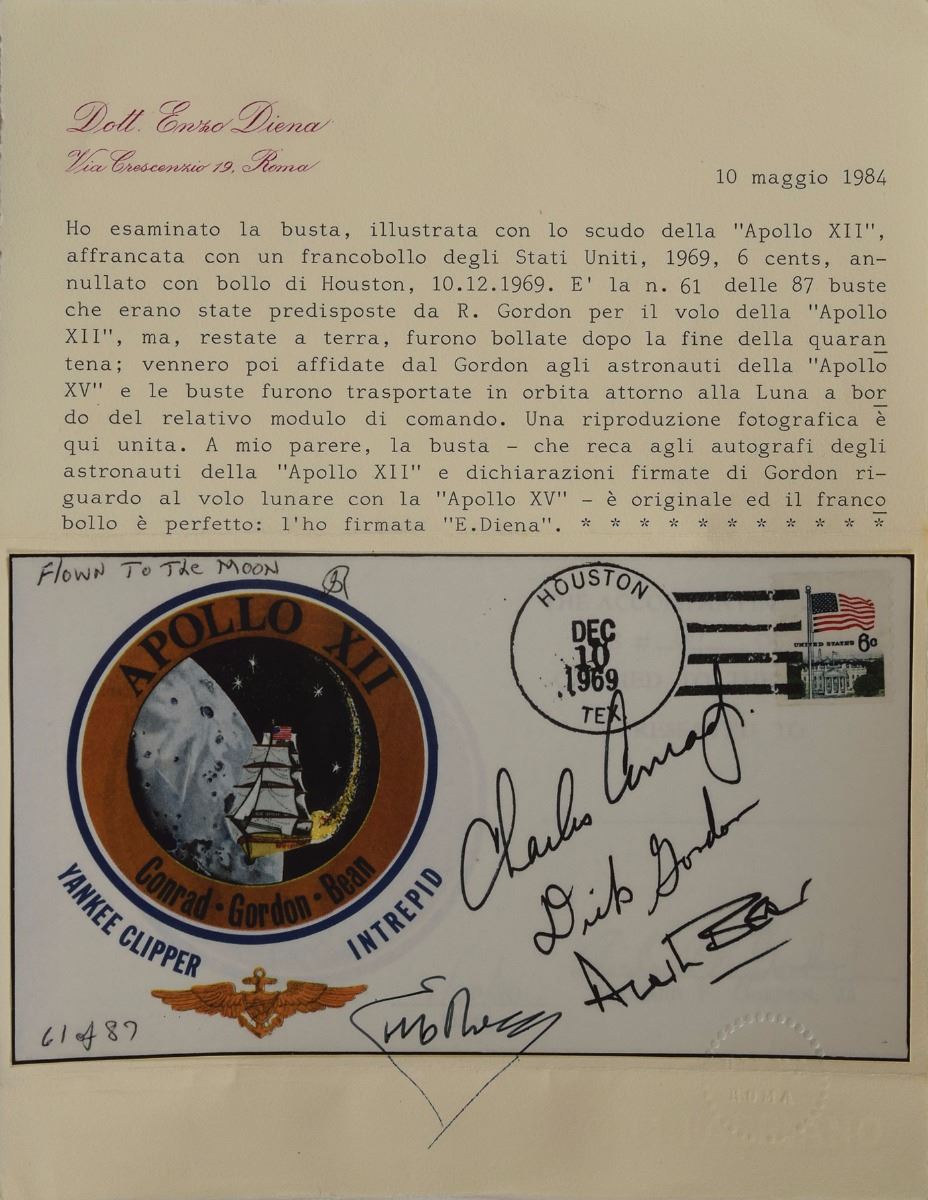 Dott. Enzo Diena
Via Crescenzio 19, Roma
10 maggio 1984
Ho esaminato la busta, illustrata con lo scudo della "Apollo XII",
affrancata con un francobollo degli Stati Uniti, 1969, 6 cents, an-
nullato con bollo di Houston, 10.12.1969. E' la n. 61 delle 87 buste
che erano state predisposte da R. Gordon per il volo della "Apollo
XII", ma, restate a terra, furono bollate dopo la fine della quaran
tena; vennero poi affidate dal Gordon agli astronauti della "Apollo
XV" e le buste furono trasportate in orbita attorno alla Luna a bor
do del relativo modulo di comando. Una riproduzione fotografica è
qui unita. A mio parere, la busta - che reca agli autografi degli
astronauti della "Apollo XII" e dichiarazioni firmate di Gordon ri-
guardo al volo lunare con la "Apollo XV" - è originale ed il franco
bollo è perfetto: l'ho firmata "E.Diena". * * * * * * * * * * *
Flown To The Moon
APOLLO XII
Conrad · Gordon · Bean
YANKEE CLIPPER
INTREPID
HOUSTON
DEC
10
1969
TEX.
UNITED STATES 6c
Charles Conrad Jr.
Dick Gordon
Alan Bean
61 of 87